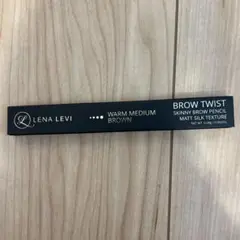 LENA LEVI
WARM MEDIUM
BROWN
BROW TWIST
SKINNY BROW PENCIL
MATT SILK TEXTURE